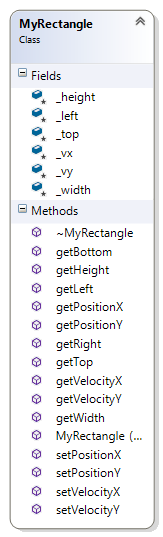 MyRectangle
Class
Fields
_height
_left
_top
_vx
_vy
_width
Methods
~MyRectangle
getBottom
getHeight
getLeft
getPositionX
getPositionY
getRight
getTop
getVelocityX
getVelocityY
getWidth
MyRectangle (...
setPositionX
setPositionY
setVelocityX
setVelocityY